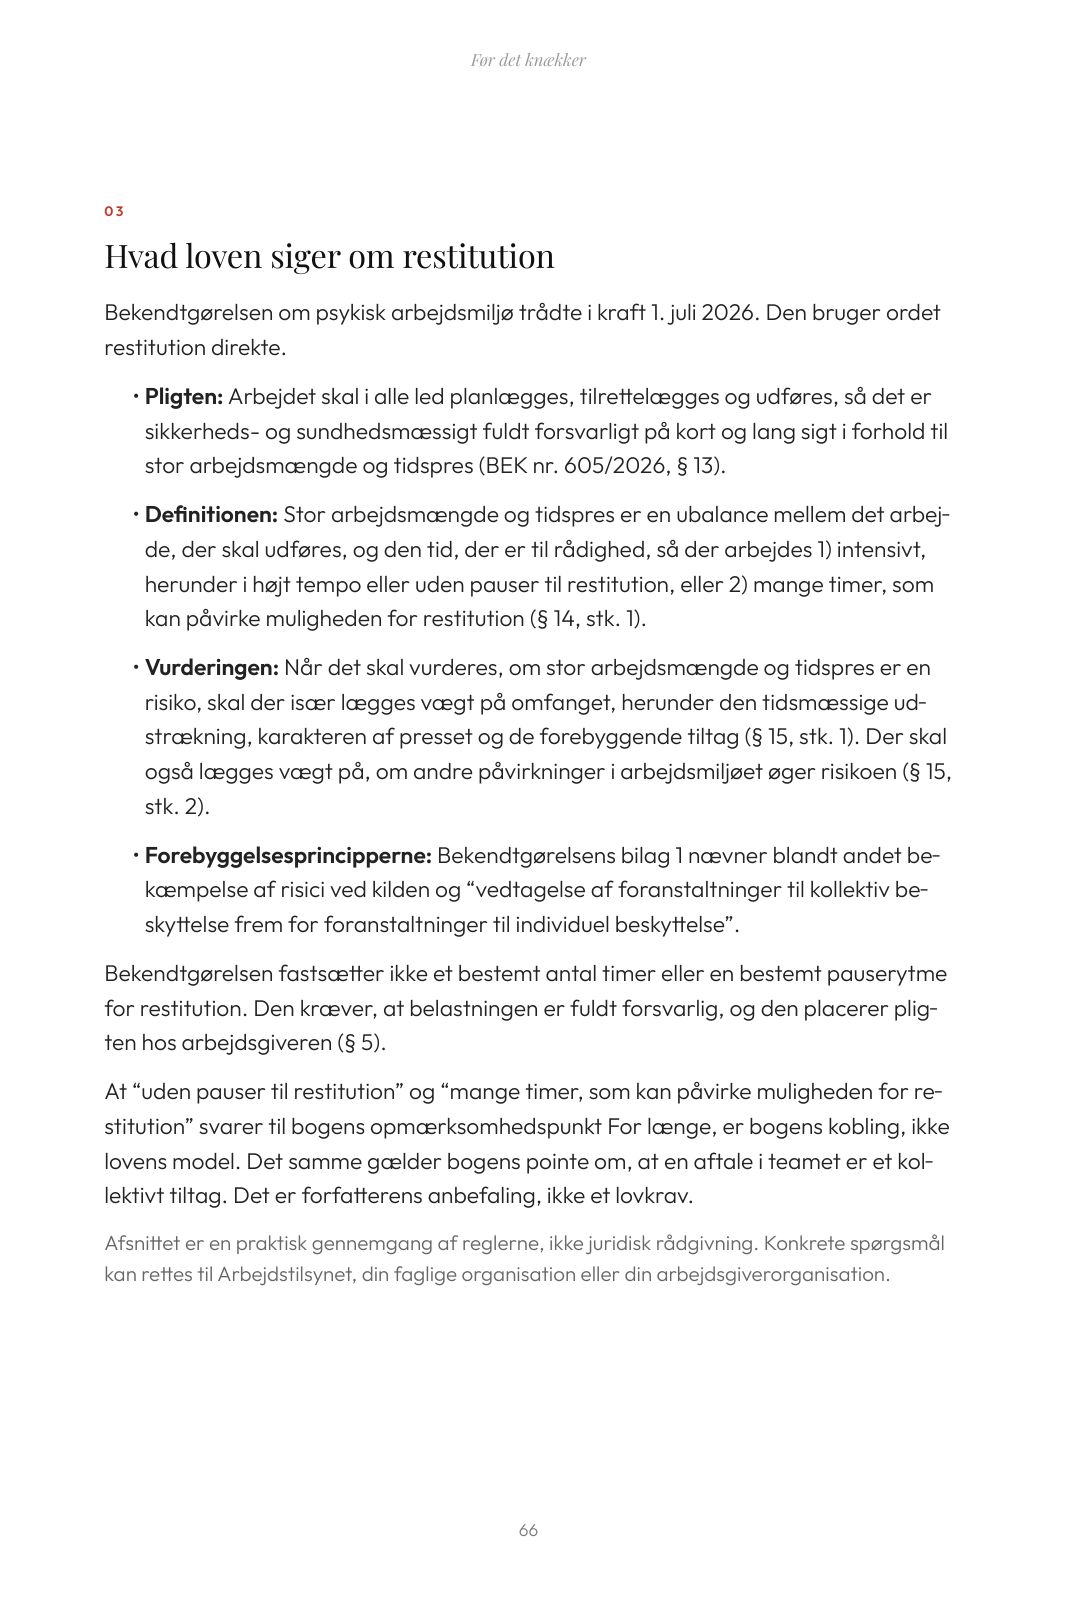 Før det knækker
03
Hvad loven siger om restitution
Bekendtgørelsen om psykisk arbejdsmiljø trådte i kraft 1. juli 2026. Den bruger ordet
restitution direkte.
• Pligten: Arbejdet skal i alle led planlægges, tilrettelægges og udføres, så det er
sikkerheds- og sundhedsmæssigt fuldt forsvarligt på kort og lang sigt i forhold til
stor arbejdsmængde og tidspres (BEK nr. 605/2026, § 13).
• Definitionen: Stor arbejdsmængde og tidspres er en ubalance mellem det arbej-
de, der skal udføres, og den tid, der er til rådighed, så der arbejdes 1) intensivt,
herunder i højt tempo eller uden pauser til restitution, eller 2) mange timer, som
kan påvirke muligheden for restitution (§ 14, stk. 1).
• Vurderingen: Når det skal vurderes, om stor arbejdsmængde og tidspres er en
risiko, skal der især lægges vægt på omfanget, herunder den tidsmæssige ud-
strækning, karakteren af presset og de forebyggende tiltag (§ 15, stk. 1). Der skal
også lægges vægt på, om andre påvirkninger i arbejdsmiljøet øger risikoen (§ 15,
stk. 2).
• Forebyggelsesprincipperne: Bekendtgørelsens bilag 1 nævner blandt andet be-
kæmpelse af risici ved kilden og “vedtagelse af foranstaltninger til kollektiv be-
skyttelse frem for foranstaltninger til individuel beskyttelse”.
Bekendtgørelsen fastsætter ikke et bestemt antal timer eller en bestemt pauserytme
for restitution. Den kræver, at belastningen er fuldt forsvarlig, og den placerer plig-
ten hos arbejdsgiveren (§ 5).
At “uden pauser til restitution” og “mange timer, som kan påvirke muligheden for re-
stitution” svarer til bogens opmærksomhedspunkt For længe, er bogens kobling, ikke
lovens model. Det samme gælder bogens pointe om, at en aftale i teamet er et kol-
lektivt tiltag. Det er forfatterens anbefaling, ikke et lovkrav.
Afsnittet er en praktisk gennemgang af reglerne, ikke juridisk rådgivning. Konkrete spørgsmål
kan rettes til Arbejdstilsynet, din faglige organisation eller din arbejdsgiverorganisation.
66